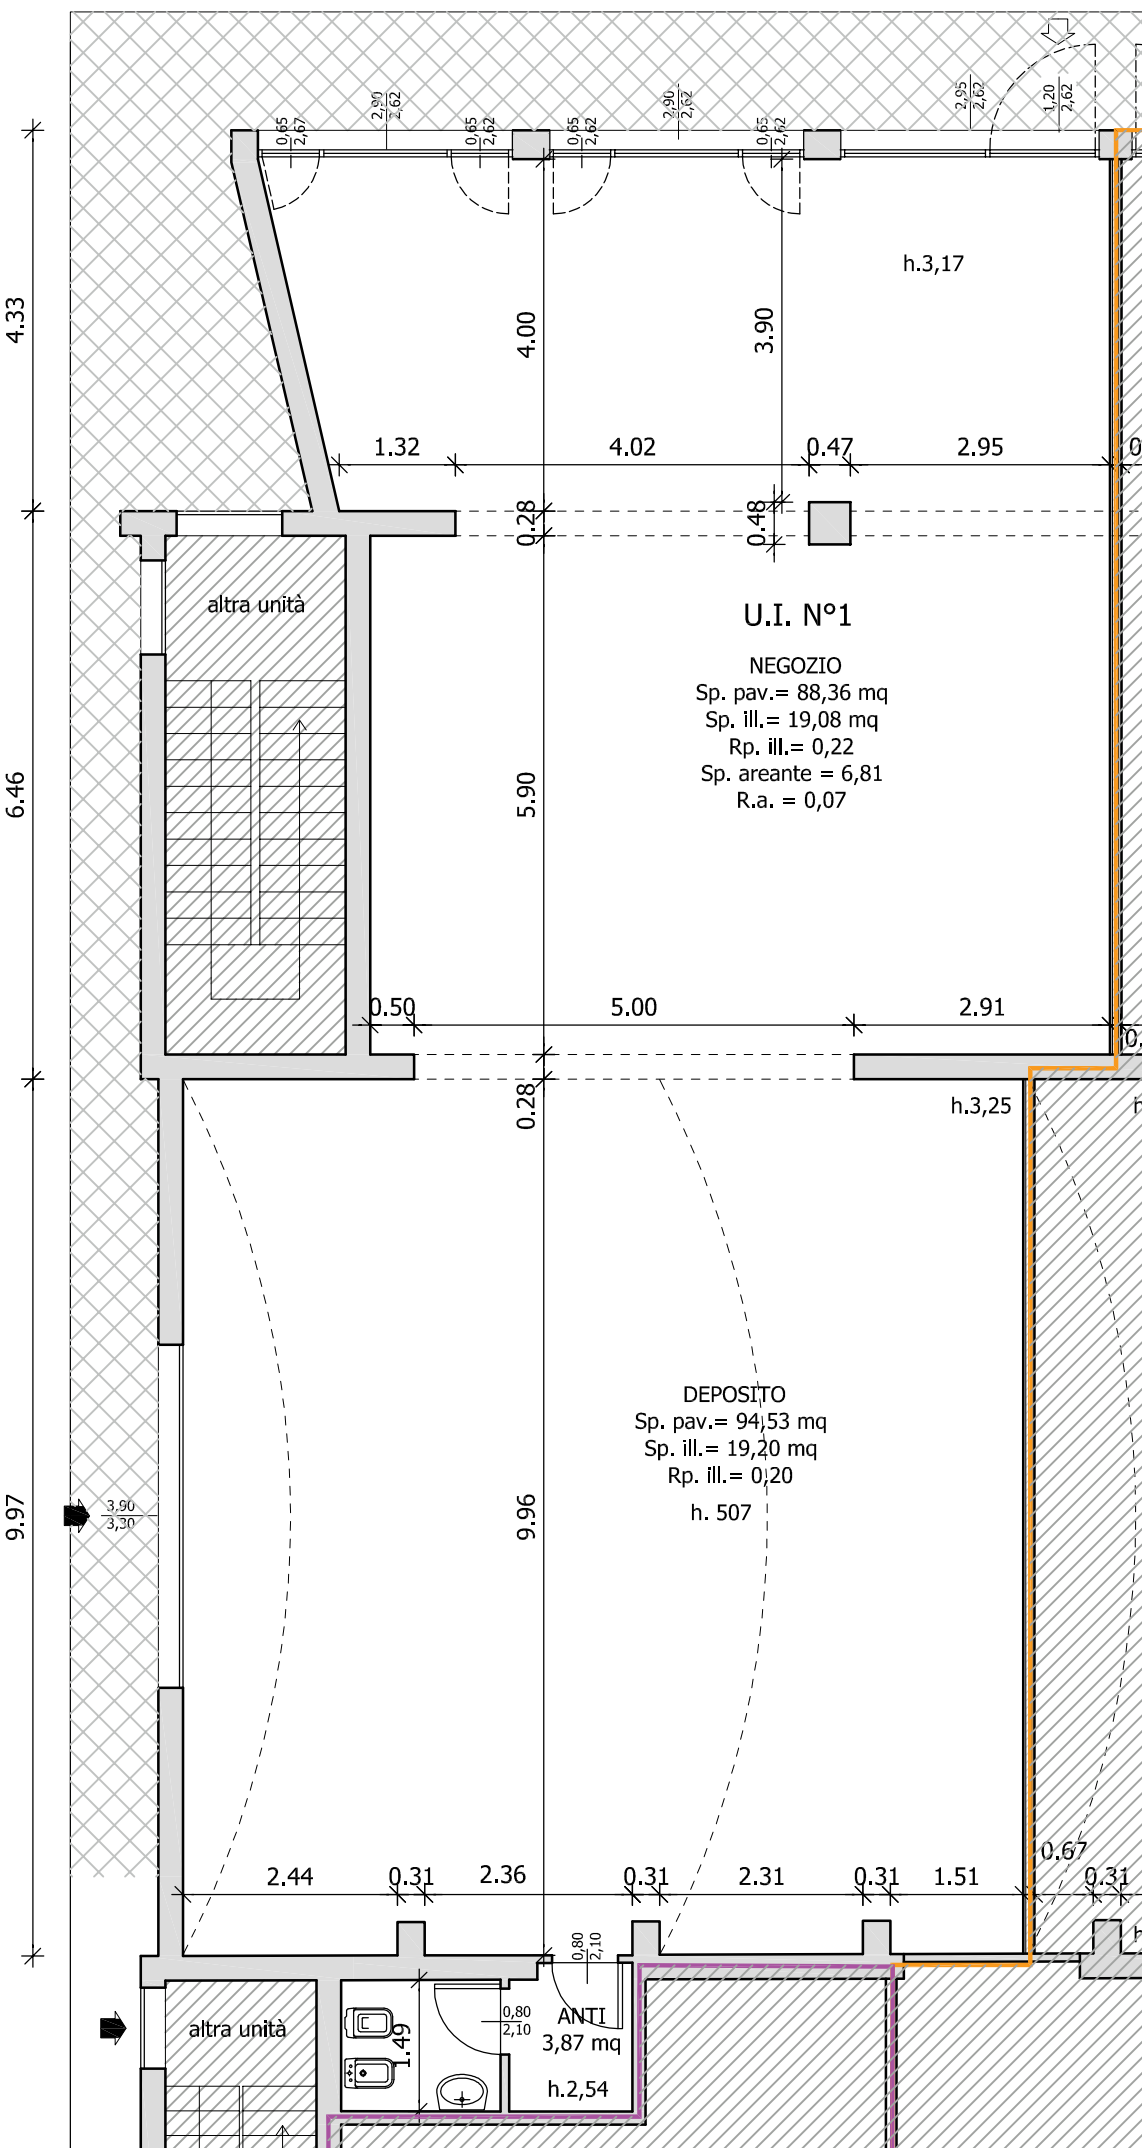 0,65
2,67
2,90
2,62
0,65
2,62
0,65
2,62
2,90
2,62
0,65
2,62
2,95
2,62
1,20
2,62
h.3,17
4.33
4.00
3.90
1.32
4.02
0.47
2.95
0.28
0.48
altra unità
U.I. N°1
NEGOZIO
Sp. pav.= 88,36 mq
Sp. ill.= 19,08 mq
Rp. ill.= 0,22
Sp. areante = 6,81
R.a. = 0,07
6.46
5.90
0.50
5.00
2.91
0.28
h.3,25
DEPOSITO
Sp. pav.= 94,53 mq
Sp. ill.= 19,20 mq
Rp. ill.= 0,20
h. 507
9.97
3,90
3,30
9.96
0.67
2.44
0.31
2.36
0.31
2.31
0.31
1.51
0.31
0,80
2,10
altra unità
1.49
0,80
2,10
ANTI
3,87 mq
h.2,54